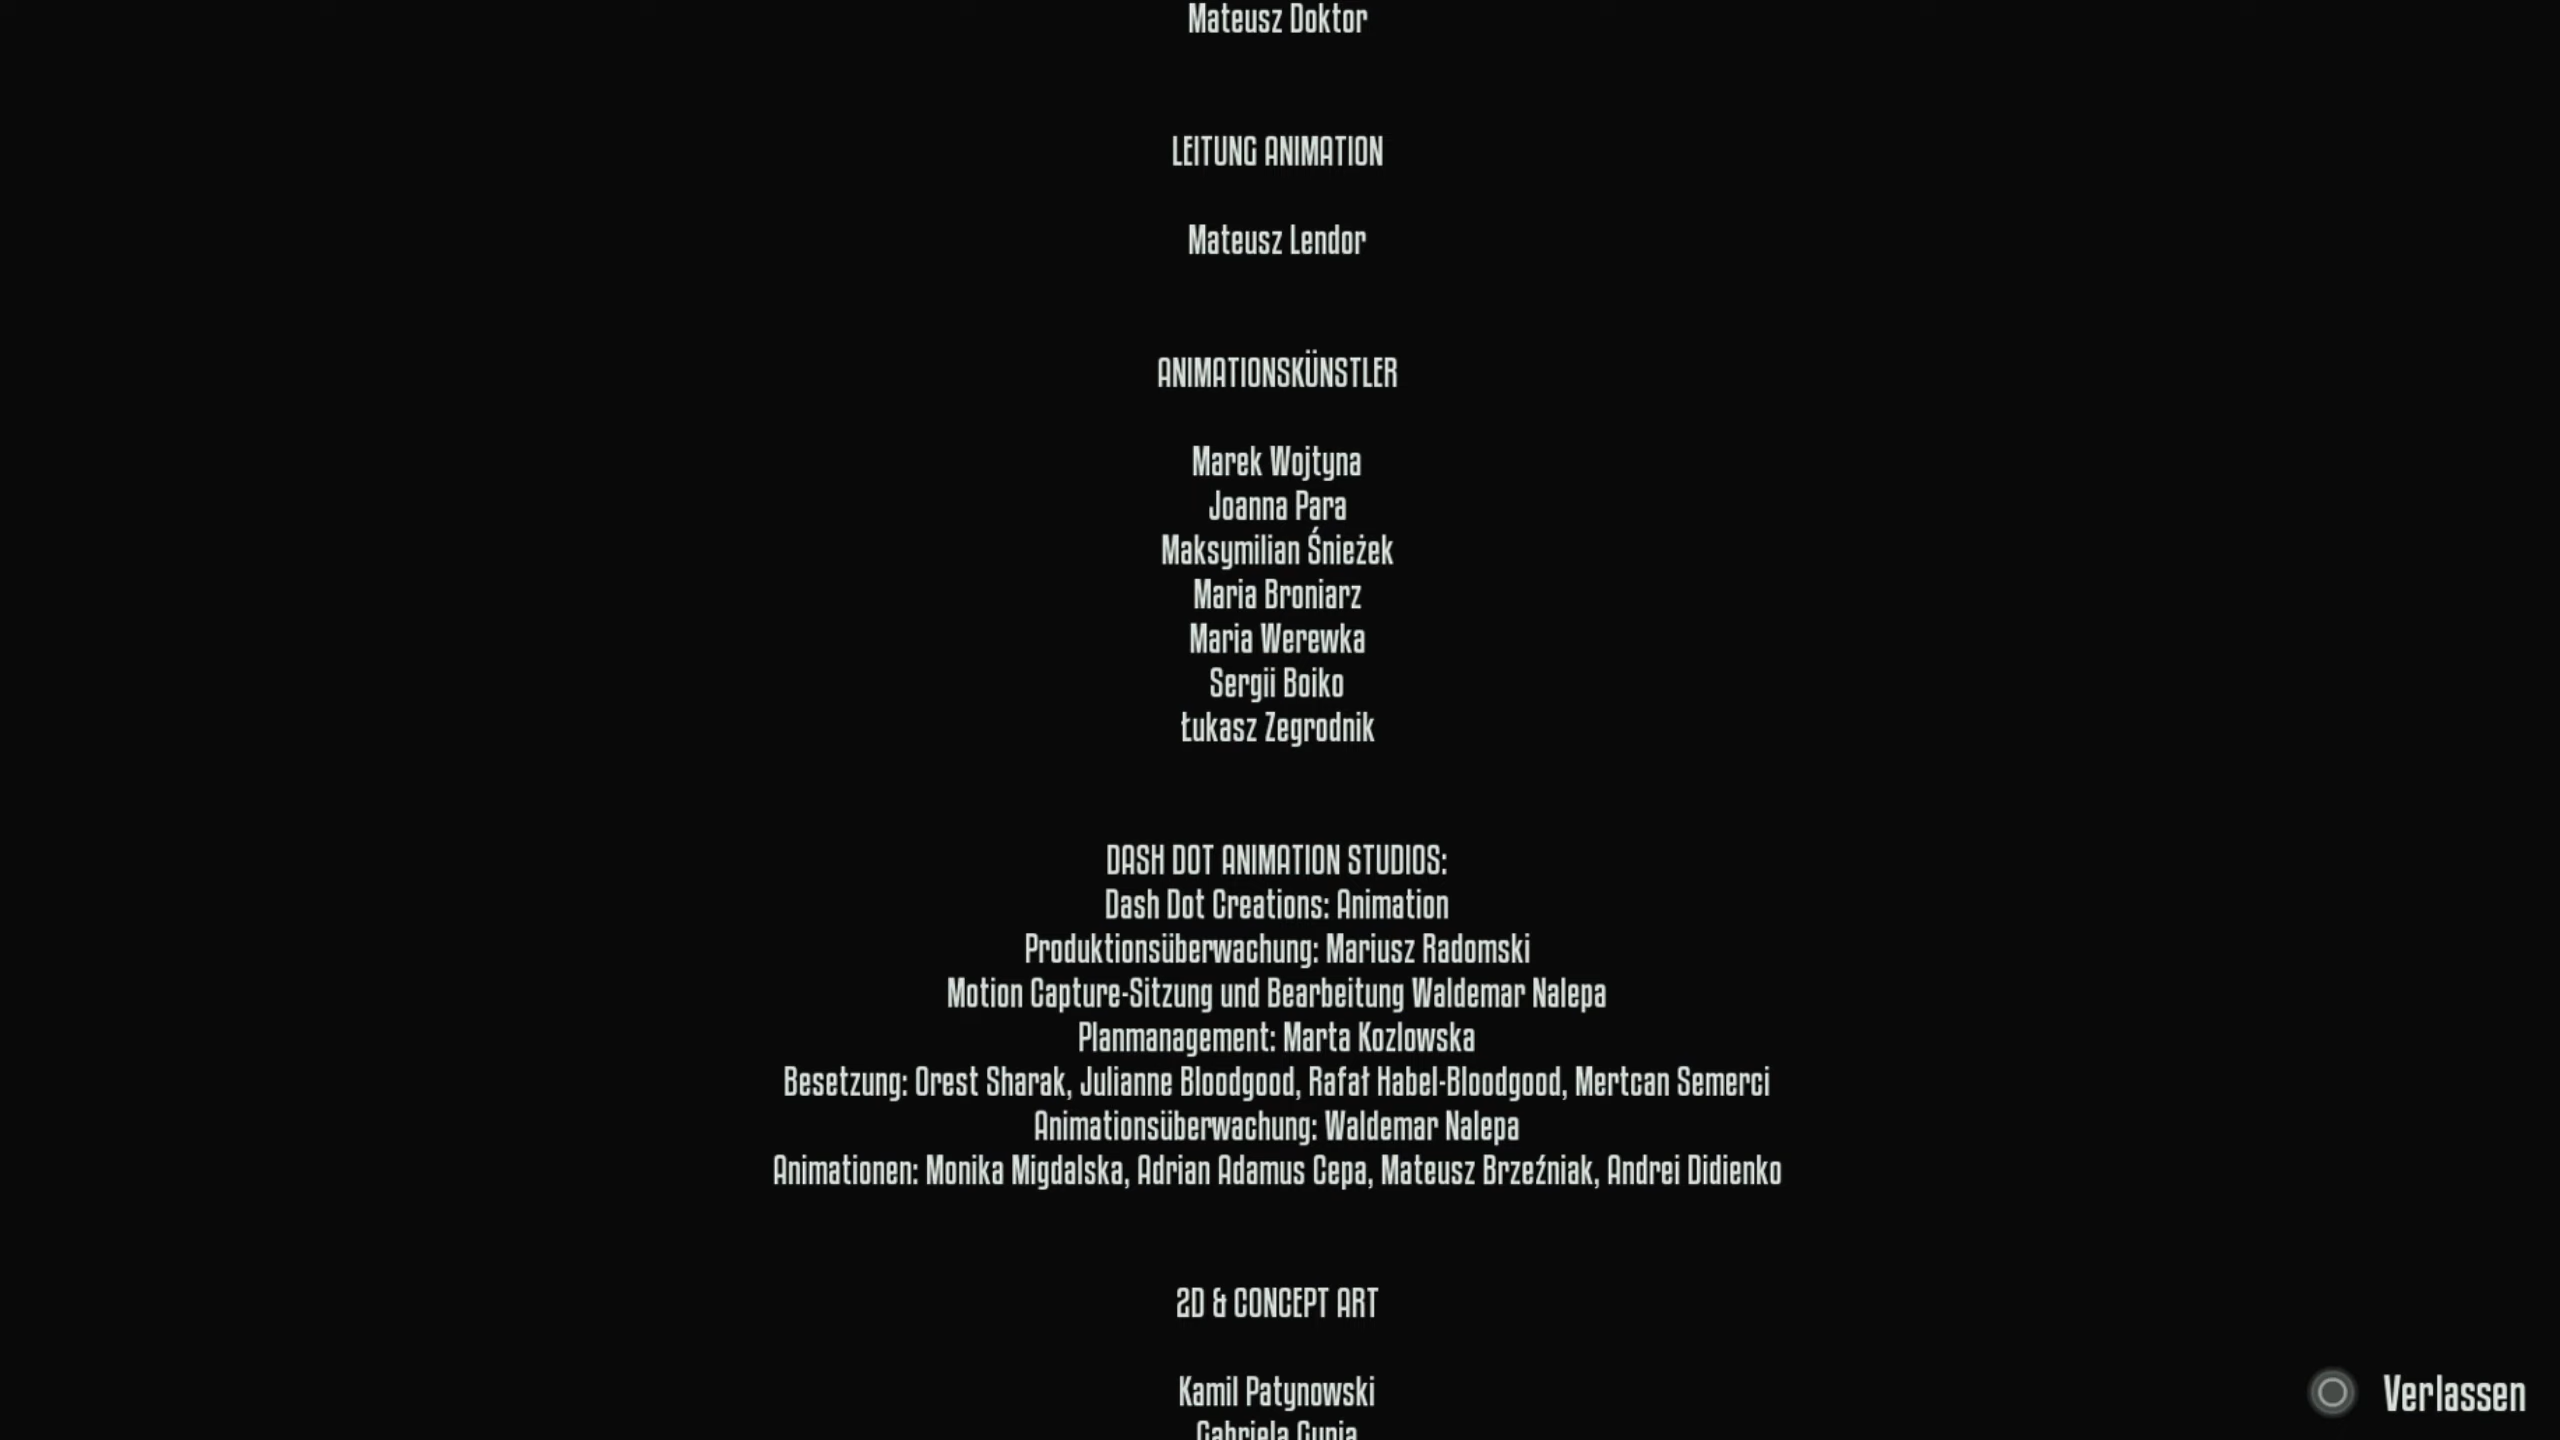 Mateusz Doktor
LEITUNG ANIMATION
Mateusz Lendor
ANIMATIONSKÜNSTLER
Marek Wojtyna
Joanna Para
Maksymilian Śnieżek
Maria Broniarz
Maria Werewka
Sergii Boiko
Łukasz Zegrodnik
DASH DOT ANIMATION STUDIOS:
Dash Dot Creations: Animation
Produktionsüberwachung: Mariusz Radomski
Motion Capture-Sitzung und Bearbeitung Waldemar Nalepa
Planmanagement: Marta Kozlowska
Besetzung: Orest Sharak, Julianne Bloodgood, Rafał Habel-Bloodgood, Mertcan Semerci
Animationsüberwachung: Waldemar Nalepa
Animationen: Monika Migdalska, Adrian Adamus Cepa, Mateusz Brzeźniak, Andrei Didienko
2D & CONCEPT ART
Kamil Patynowski
Gabriela
Verlassen